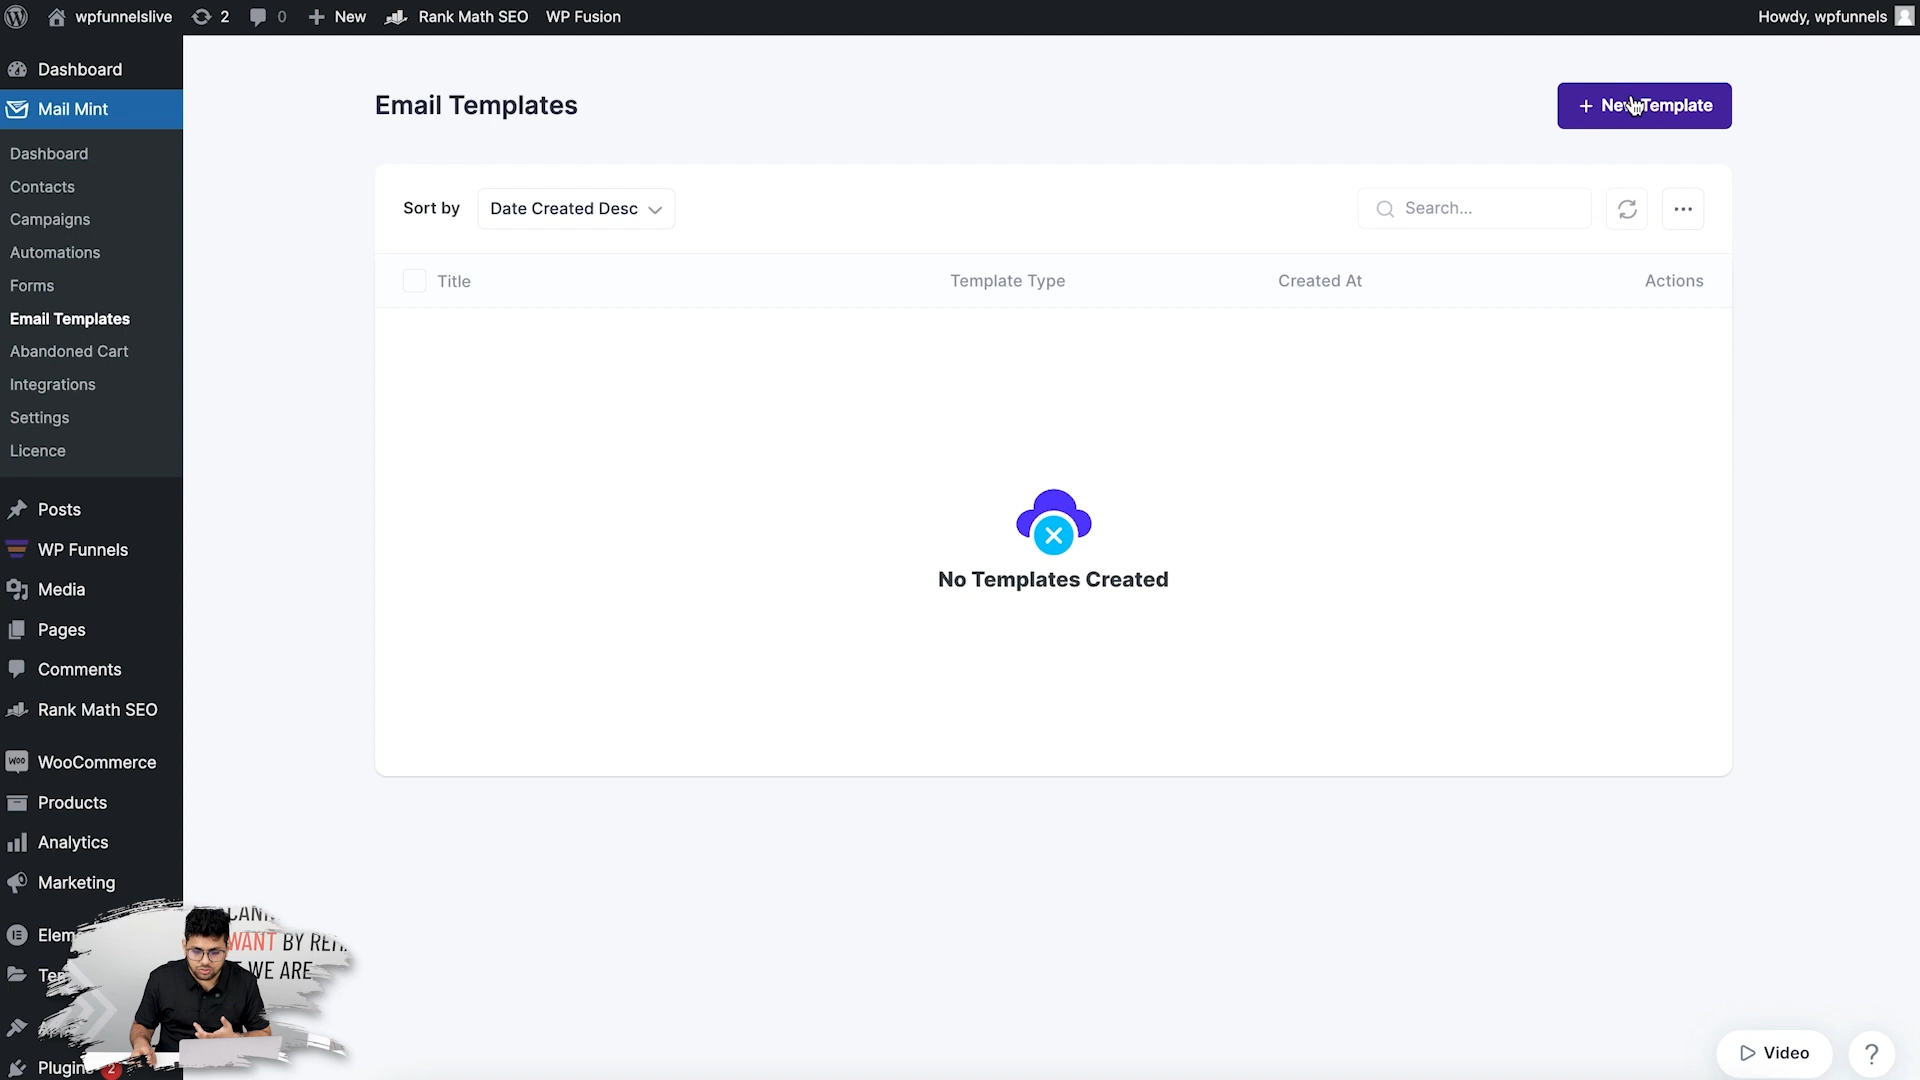 wpfunnelslive 2 0 New Rank Math SEO WP Fusion Howdy, wpfunnels
Dashboard
Mail Mint
Dashboard
Contacts
Campaigns
Automations
Forms
Email Templates
Abandoned Cart
Integrations
Settings
Licence
Posts
WP Funnels
Media
Pages
Comments
Rank Math SEO
WOO WooCommerce
Products
Analytics
Marketing
Plugins 2
Email Templates
+ New Template
Sort by Date Created Desc
Search...
Title Template Type Created At Actions
No Templates Created
WANT BY
WE ARE
Video ?